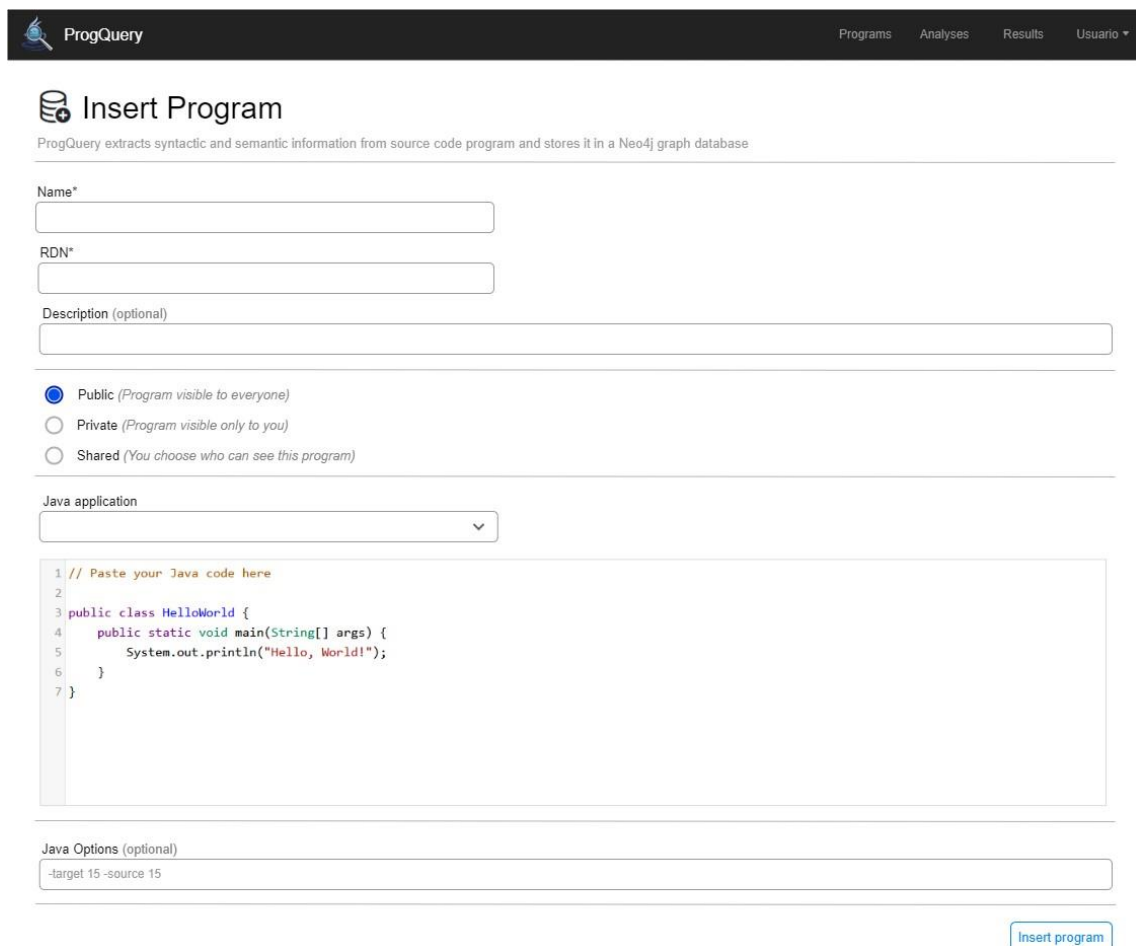 ProgQuery Programs Analyses Results Usuario
Insert Program
ProgQuery extracts syntactic and semantic information from source code program and stores it in a Neo4j graph database
Name*
RDN*
Description (optional)
Public (Program visible to everyone)
Private (Program visible only to you)
Shared (You choose who can see this program)
Java application
1 // Paste your Java code here
2
3 public class HelloWorld {
4     public static void main(String[] args) {
5         System.out.println("Hello, World!");
6     }
7 }
Java Options (optional)
-target 15 -source 15
Insert program